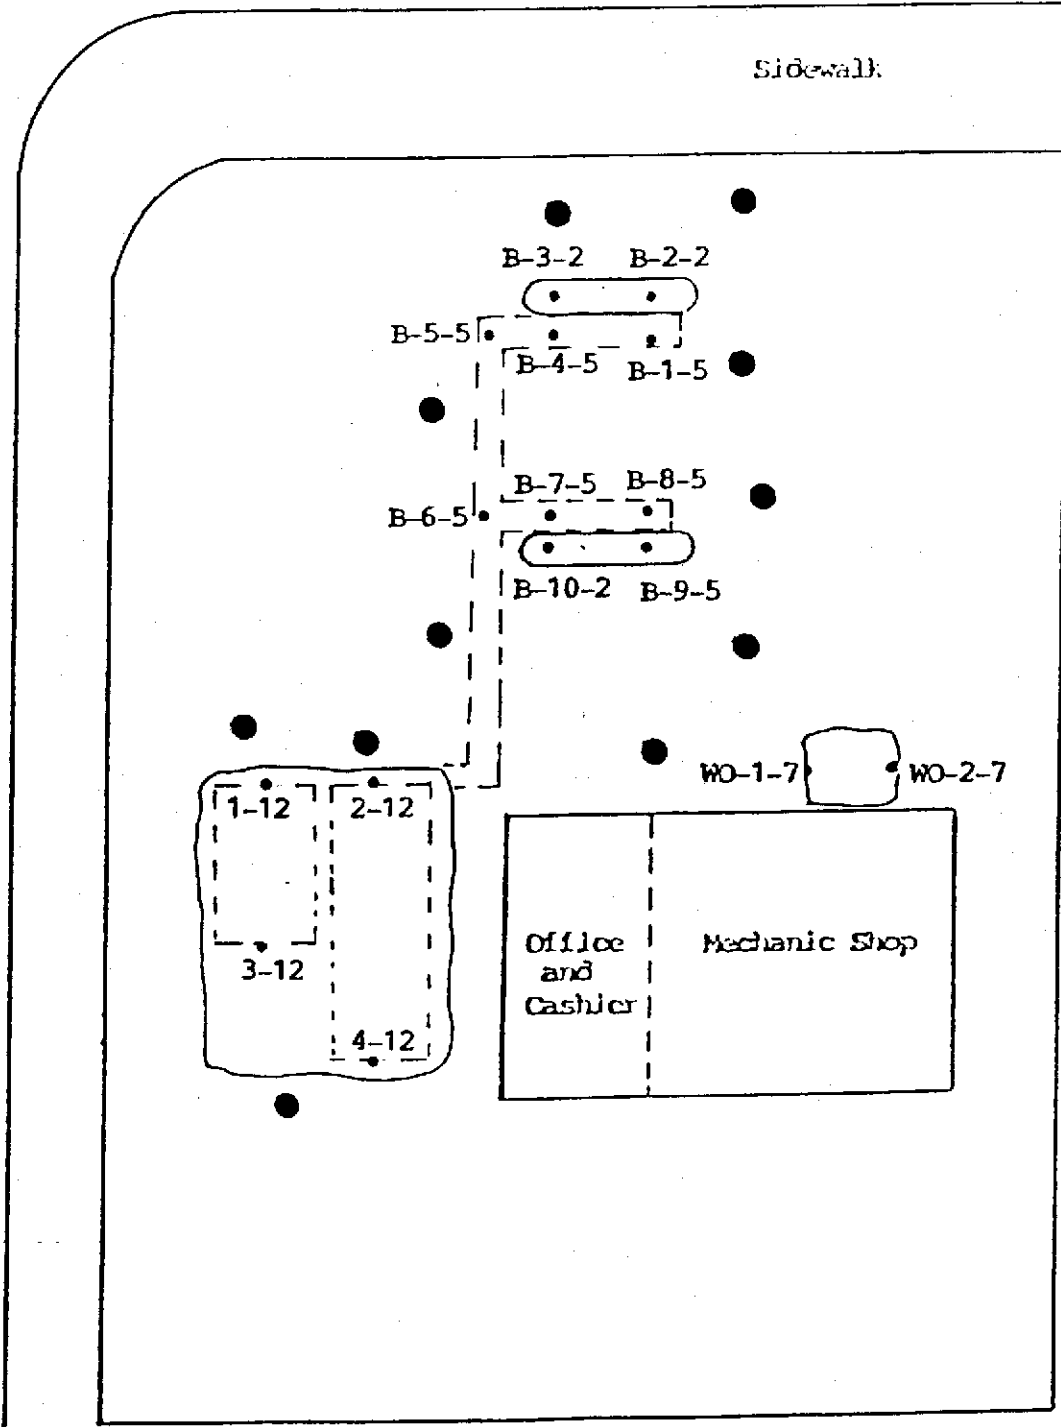 Sidewalk
B-3-2 B-2-2
B-5-5
B-4-5 B-1-5
B-7-5 B-8-5
B-6-5
B-10-2 B-9-5
WO-1-7 WO-2-7
1-12 2-12
Office
and
Cashier
Mechanic Shop
3-12
4-12